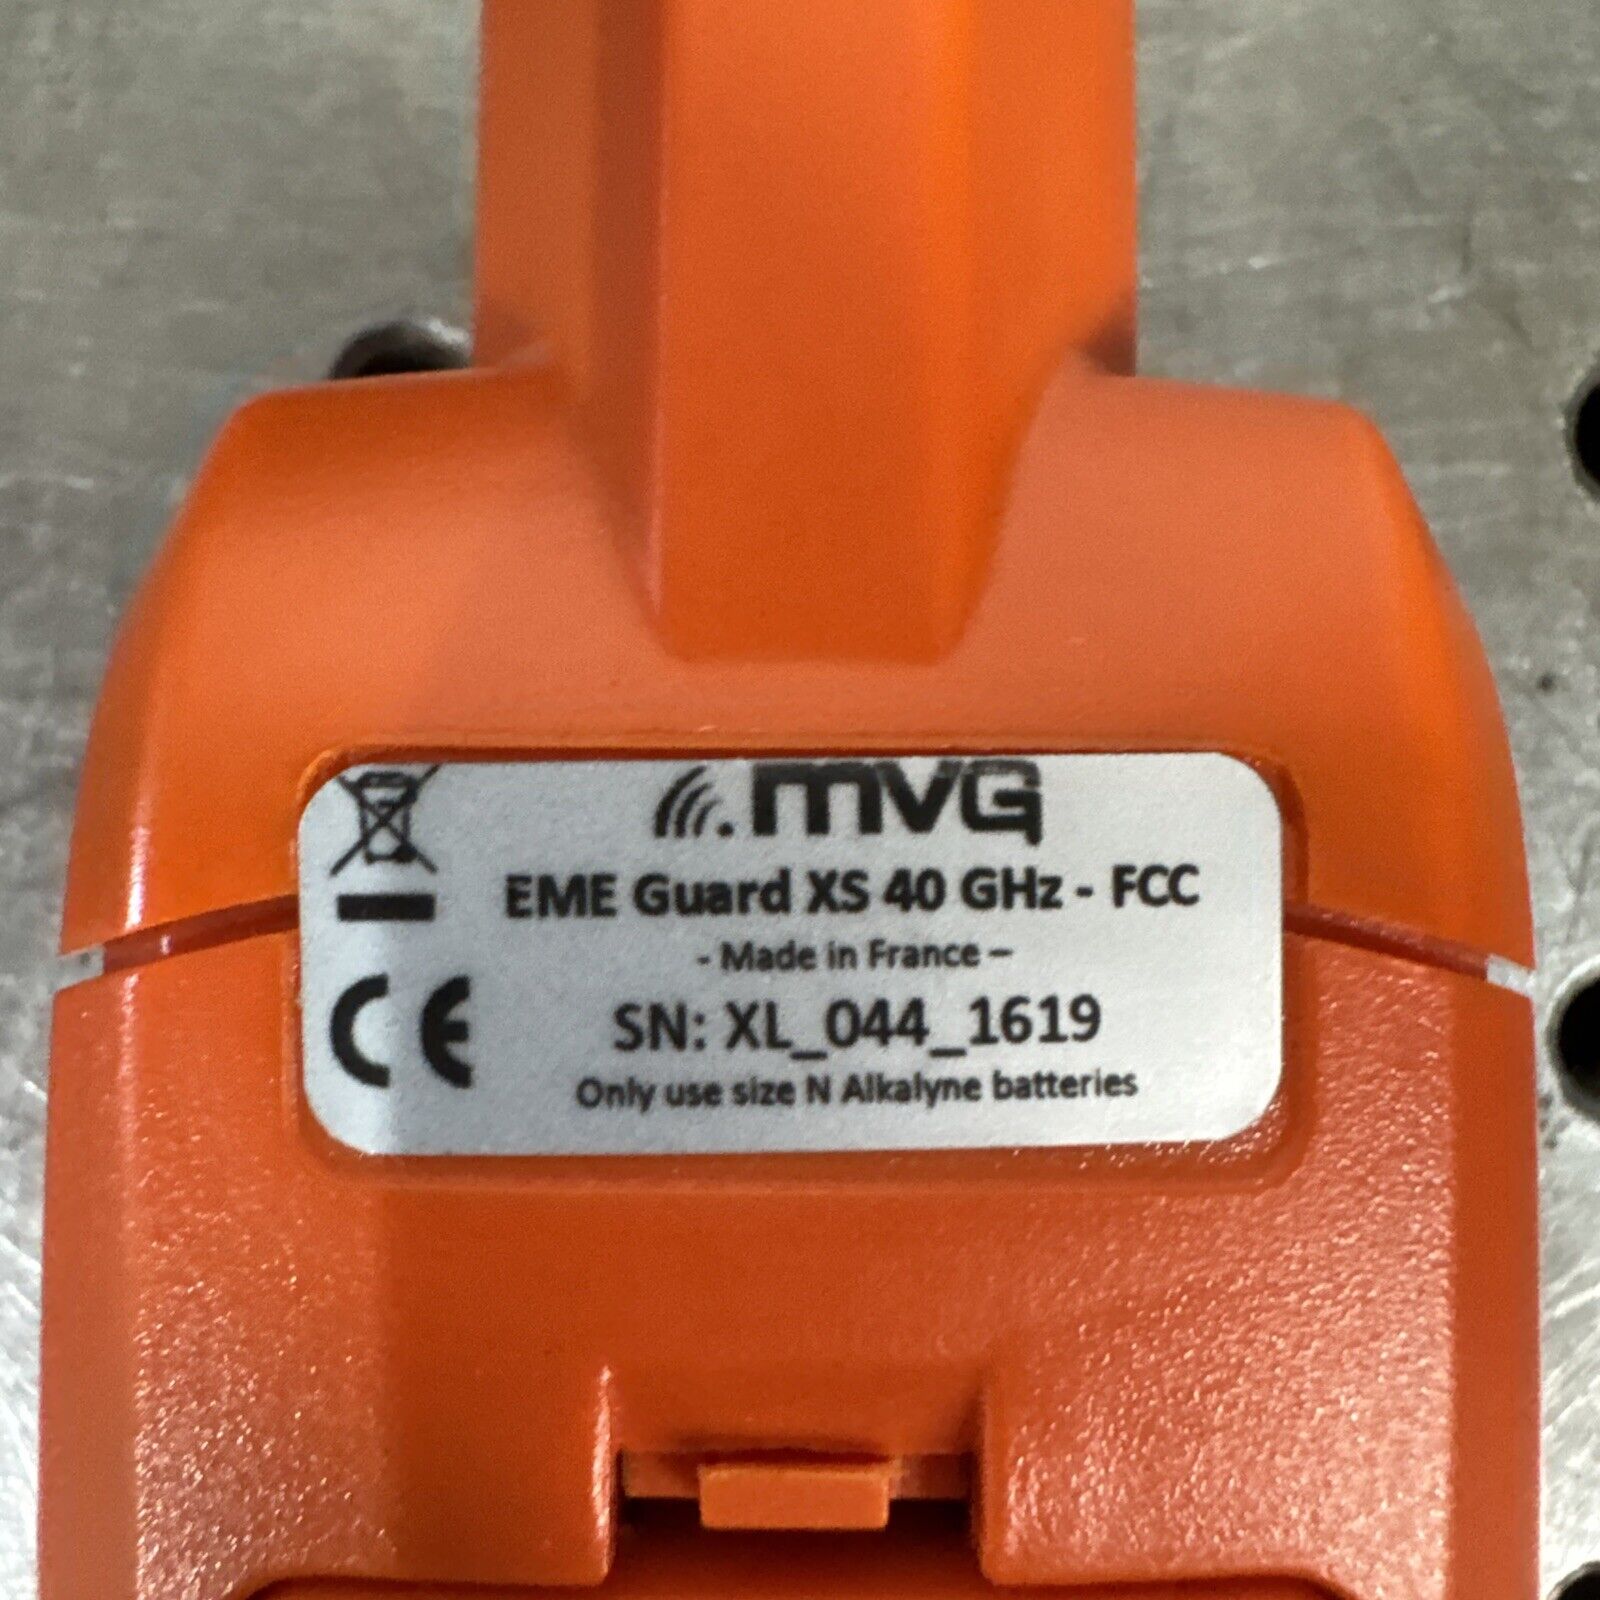 mVG
EME Guard XS 40 GHz - FCC
- Made in France –
CE
SN: XL_044_1619
Only use size N Alkalyne batteries